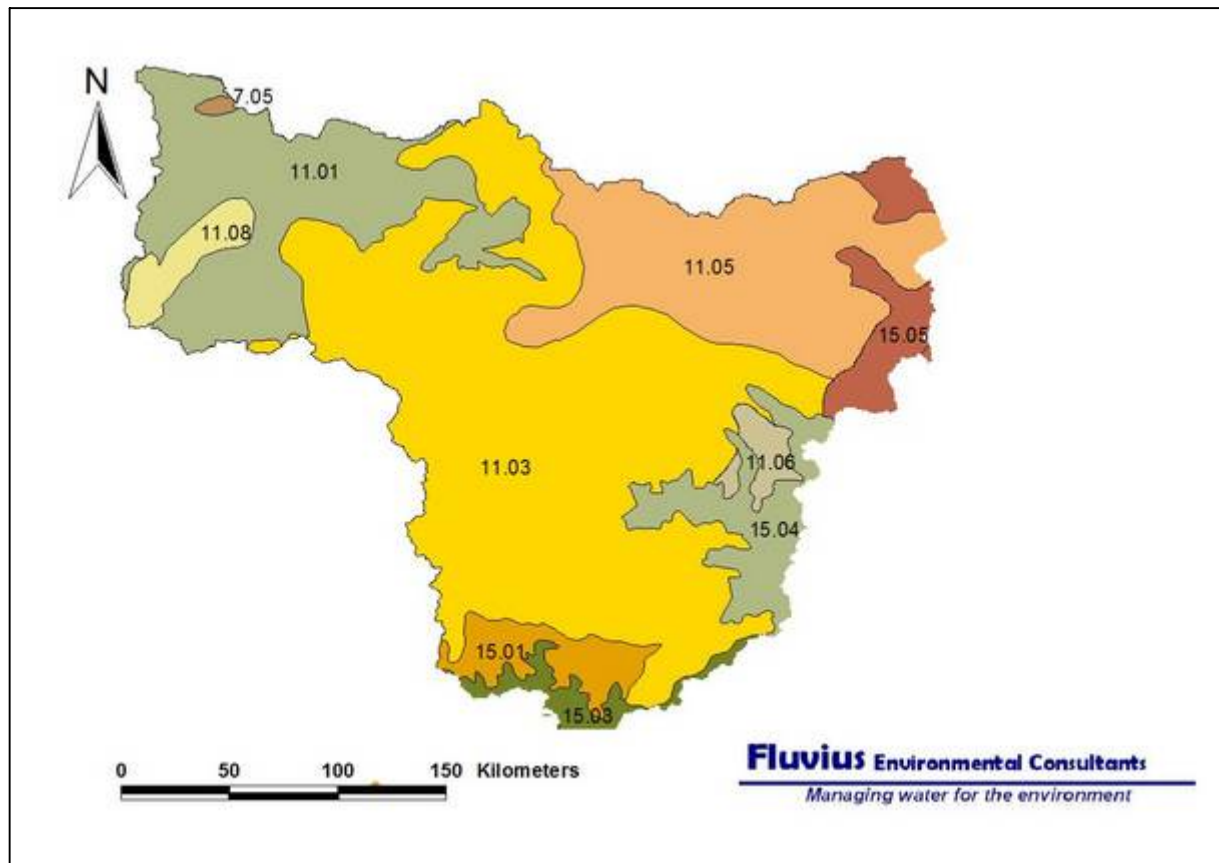 N
7.05
11.01
11.08
11.05
15.05
11.03
11.06
15.04
15.01
15.03
0 50 100 150 Kilometers
Fluvius Environmental Consultants
Managing water for the environment